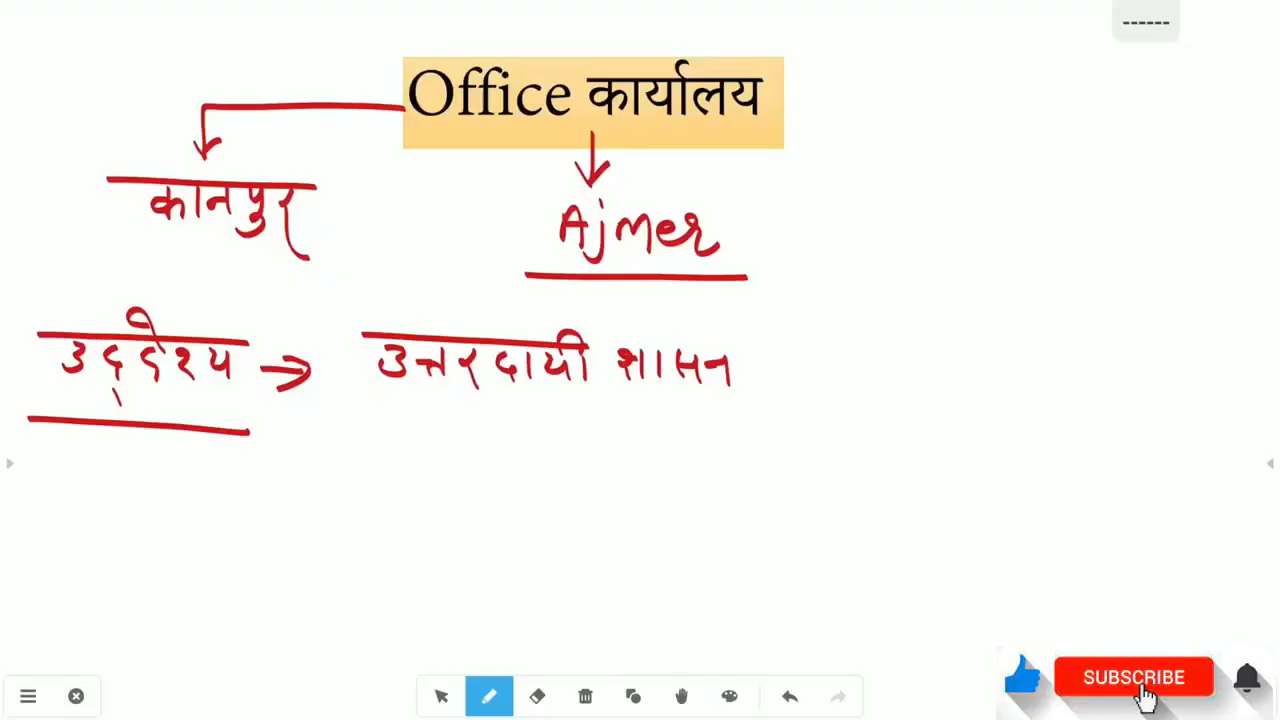 ------
Office कार्यालय
कानपुर
Ajmer
उद्देश्य → उत्तरदायी शासन
SUBSCRIBE